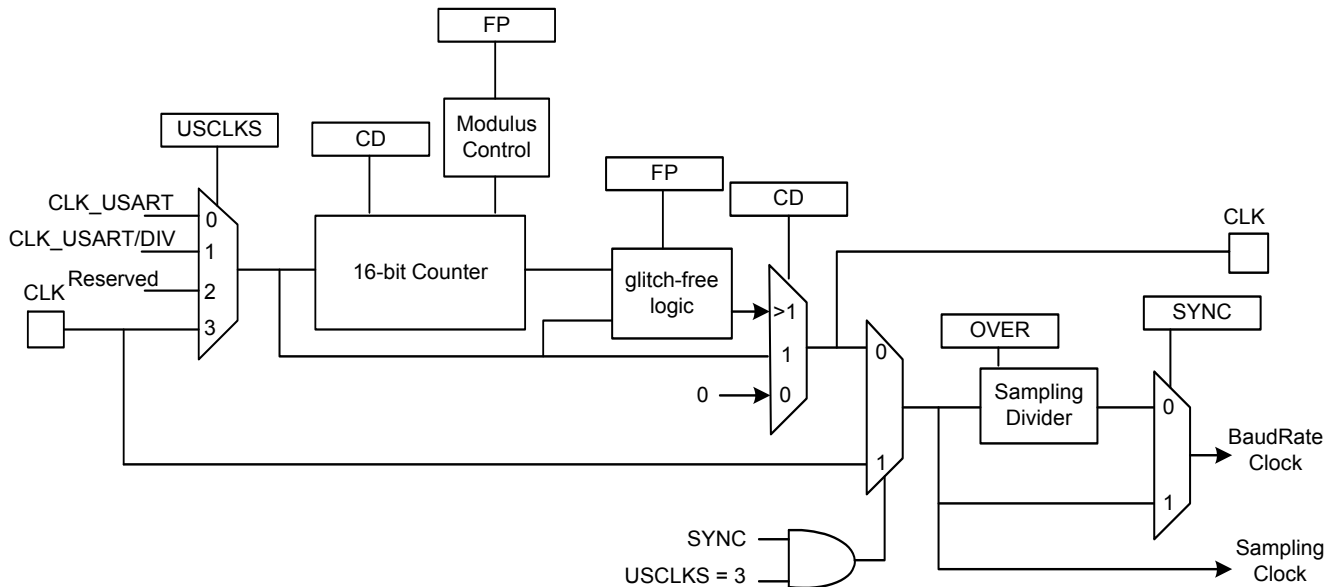 FP
Modulus
Control
USCLKS
CD
FP
CD
CLK_USART
CLK_USART/DIV
Reserved
CLK
0
1
2
3
16-bit Counter
glitch-free
logic
>1
1
0
0
CLK
SYNC
OVER
0
1
Sampling
Divider
0
1
BaudRate
Clock
SYNC
USCLKS = 3
Sampling
Clock